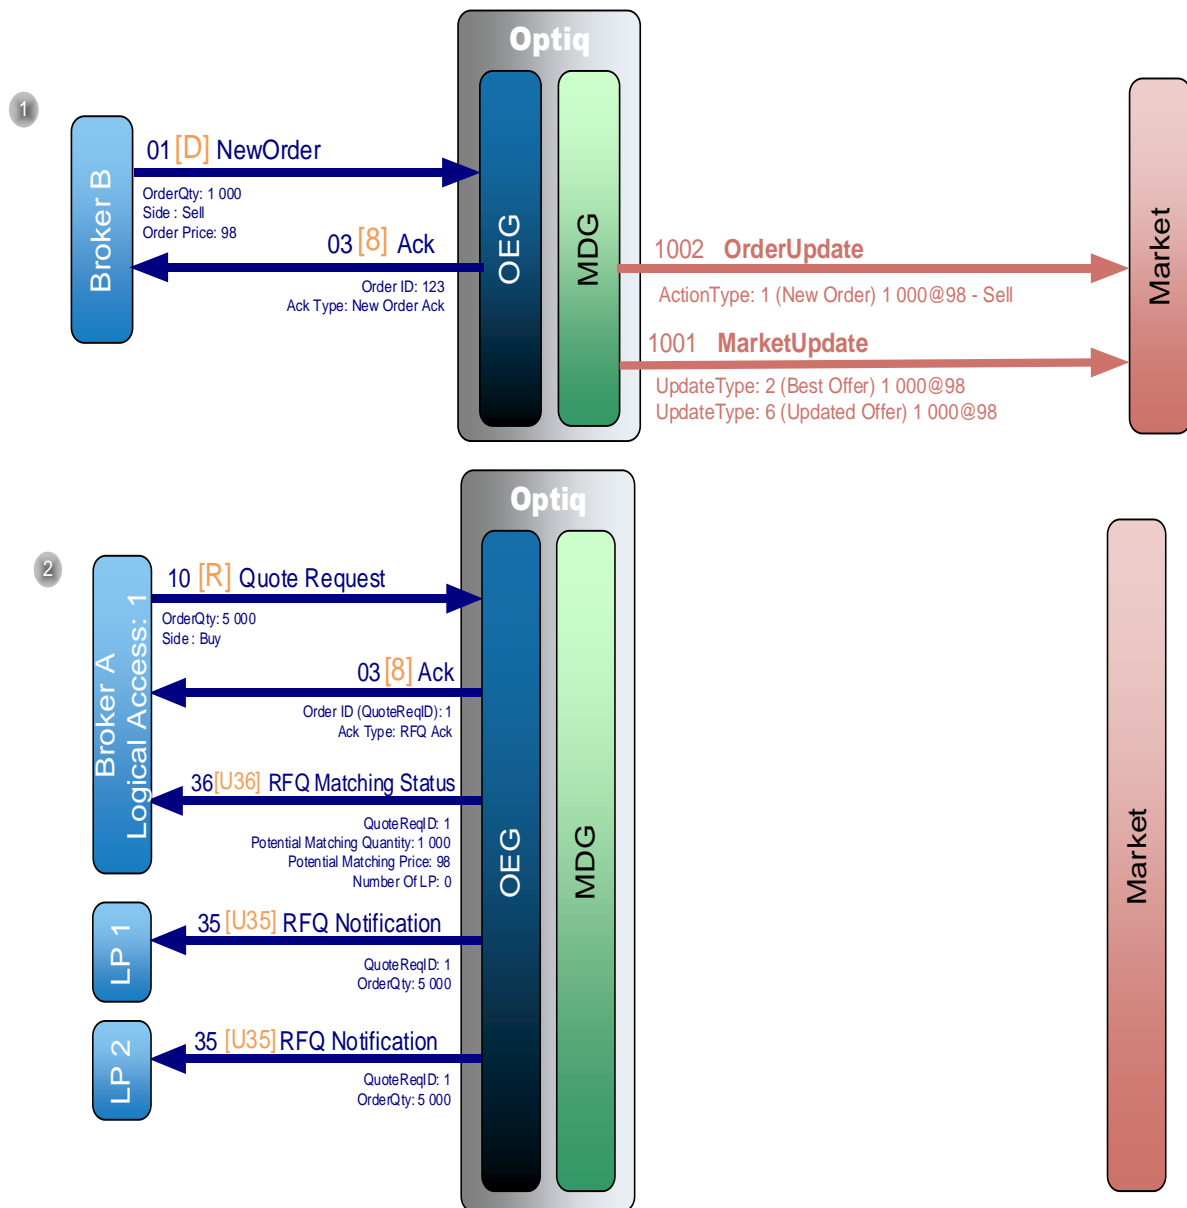 Optiq
1
Broker B
01 [D] NewOrder
OrderQty: 1 000
Side : Sell
Order Price: 98
03 [8] Ack
Order ID: 123
Ack Type: New Order Ack
OEG
MDG
1002 OrderUpdate
ActionType: 1 (New Order) 1 000@98 - Sell
1001 MarketUpdate
UpdateType: 2 (Best Offer) 1 000@98
UpdateType: 6 (Updated Offer) 1 000@98
Market
Optiq
2
Broker A
Logical Access: 1
10 [R] Quote Request
OrderQty: 5 000
Side : Buy
03 [8] Ack
Order ID (QuoteReqID): 1
Ack Type: RFQ Ack
36 [U36] RFQ Matching Status
QuoteReqID: 1
Potential Matching Quantity: 1 000
Potential Matching Price: 98
Number Of LP: 0
OEG
MDG
Market
LP 1
35 [U35] RFQ Notification
QuoteReqID: 1
OrderQty: 5 000
LP 2
35 [U35] RFQ Notification
QuoteReqID: 1
OrderQty: 5 000